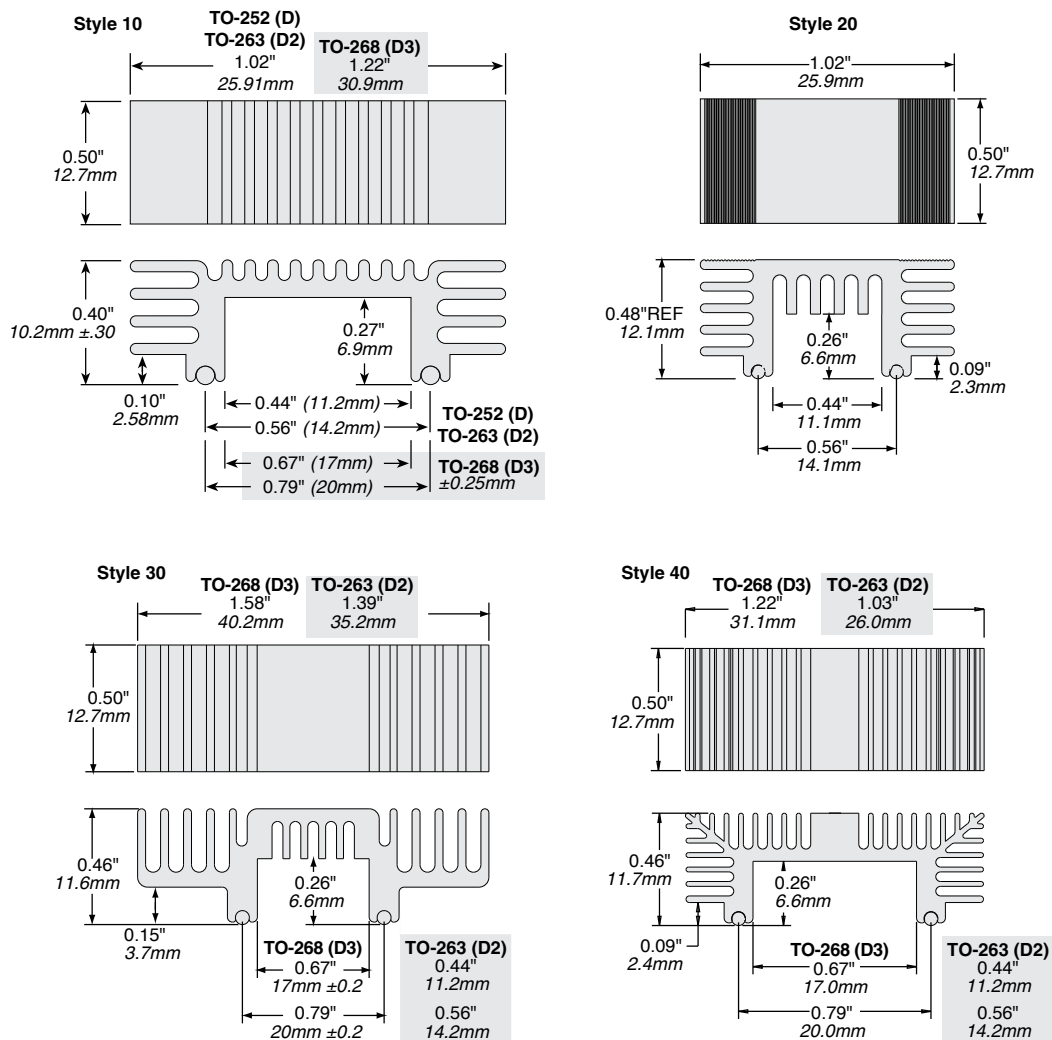 Style 10
TO-252 (D)
TO-263 (D2)
1.02"
25.91mm
TO-268 (D3)
1.22"
30.9mm
0.50"
12.7mm
0.40"
10.2mm ±.30
0.10"
2.58mm
0.27"
6.9mm
0.44" (11.2mm)
0.56" (14.2mm)
TO-252 (D)
TO-263 (D2)
0.67" (17mm)
0.79" (20mm)
TO-268 (D3)
±0.25mm
Style 20
1.02"
25.9mm
0.50"
12.7mm
0.48"REF
12.1mm
0.26"
6.6mm
0.09"
2.3mm
0.44"
11.1mm
0.56"
14.1mm
Style 30
TO-268 (D3)
1.58"
40.2mm
TO-263 (D2)
1.39"
35.2mm
0.50"
12.7mm
0.46"
11.6mm
0.15"
3.7mm
0.26"
6.6mm
TO-268 (D3)
0.67"
17mm ±0.2
0.79"
20mm ±0.2
TO-263 (D2)
0.44"
11.2mm
0.56"
14.2mm
Style 40
TO-268 (D3)
1.22"
31.1mm
TO-263 (D2)
1.03"
26.0mm
0.50"
12.7mm
0.46"
11.7mm
0.09"
2.4mm
0.26"
6.6mm
TO-268 (D3)
0.67"
17.0mm
0.79"
20.0mm
TO-263 (D2)
0.44"
11.2mm
0.56"
14.2mm